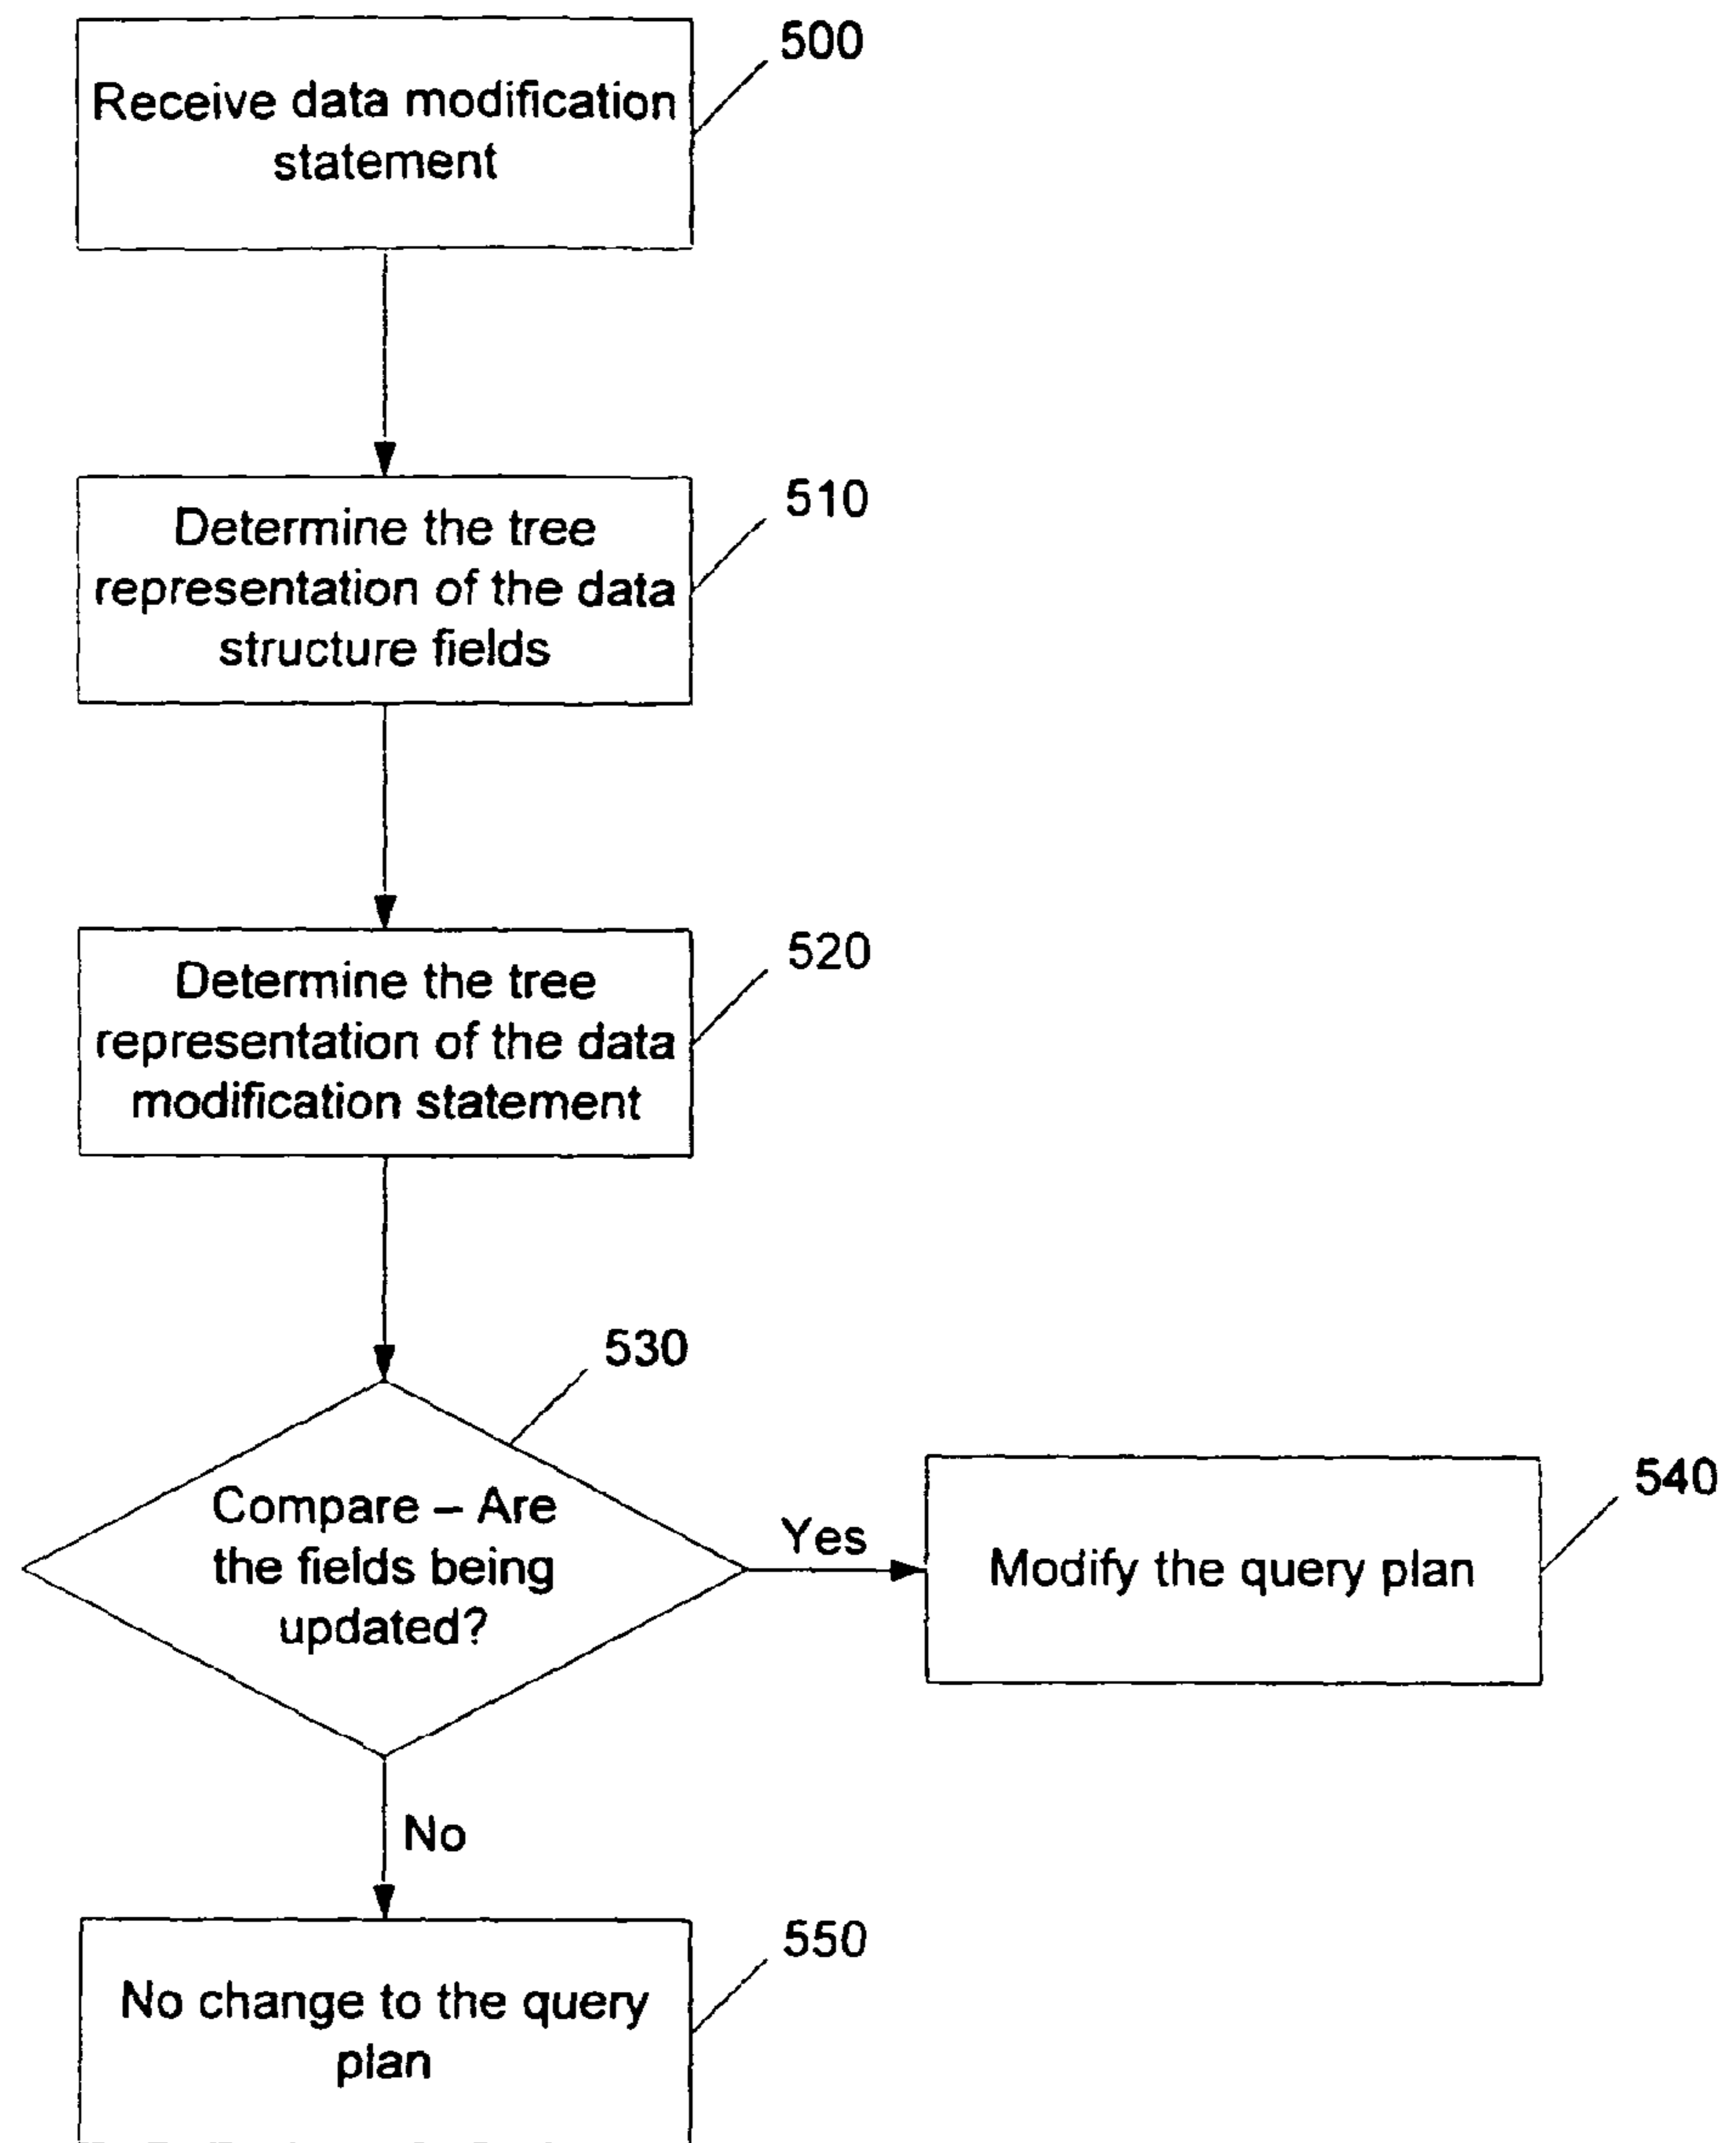 500
Receive data modification
statement
510
Determine the tree
representation of the data
structure fields
520
Determine the tree
representation of the data
modification statement
530
Compare – Are
the fields being
updated?
Yes
540
Modify the query plan
No
550
No change to the query
plan